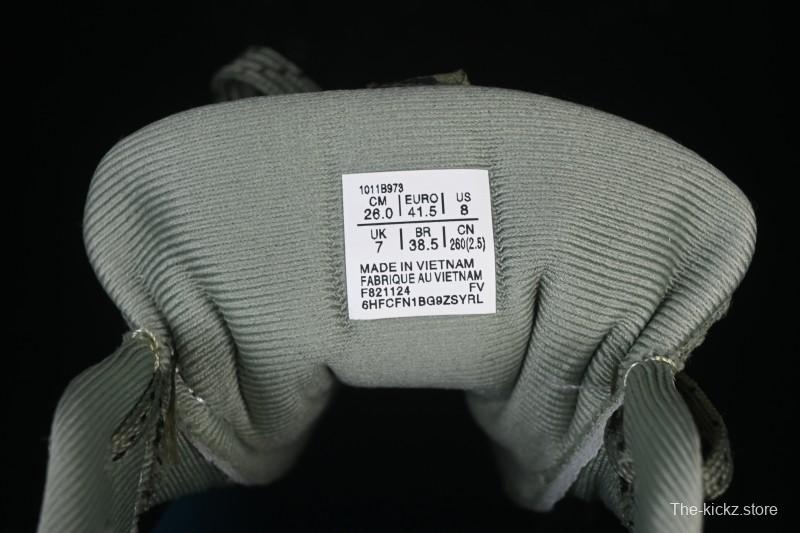 1011B973
CM EURO US
26.0 41.5 8
UK BR CN
7 38.5 260(2.5)
MADE IN VIETNAM
FABRIQUE AU VIETNAM
F821124 FV
6HFCFN1BG9ZSYRL
The-kickz.store